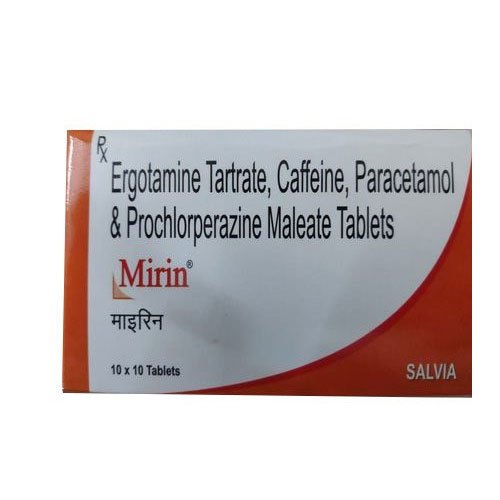 Rx
Ergotamine Tartrate, Caffeine, Paracetamol
& Prochlorperazine Maleate Tablets
Mirin®
माइरिन
10 x 10 Tablets
SALVIA